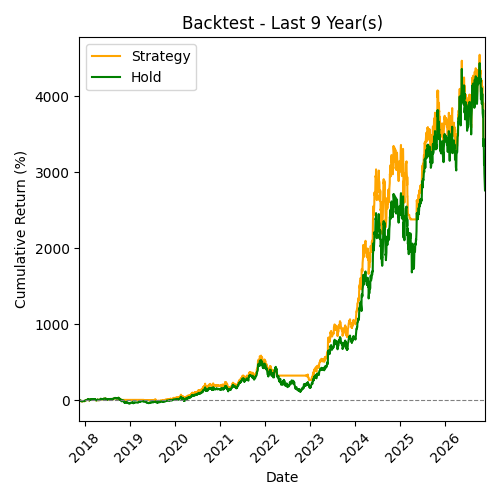 Backtest - Last 9 Year(s)
Strategy
Hold
Cumulative Return (%)
4000
3000
2000
1000
0
2018
2019
2020
2021
2022
2023
2024
2025
2026
Date